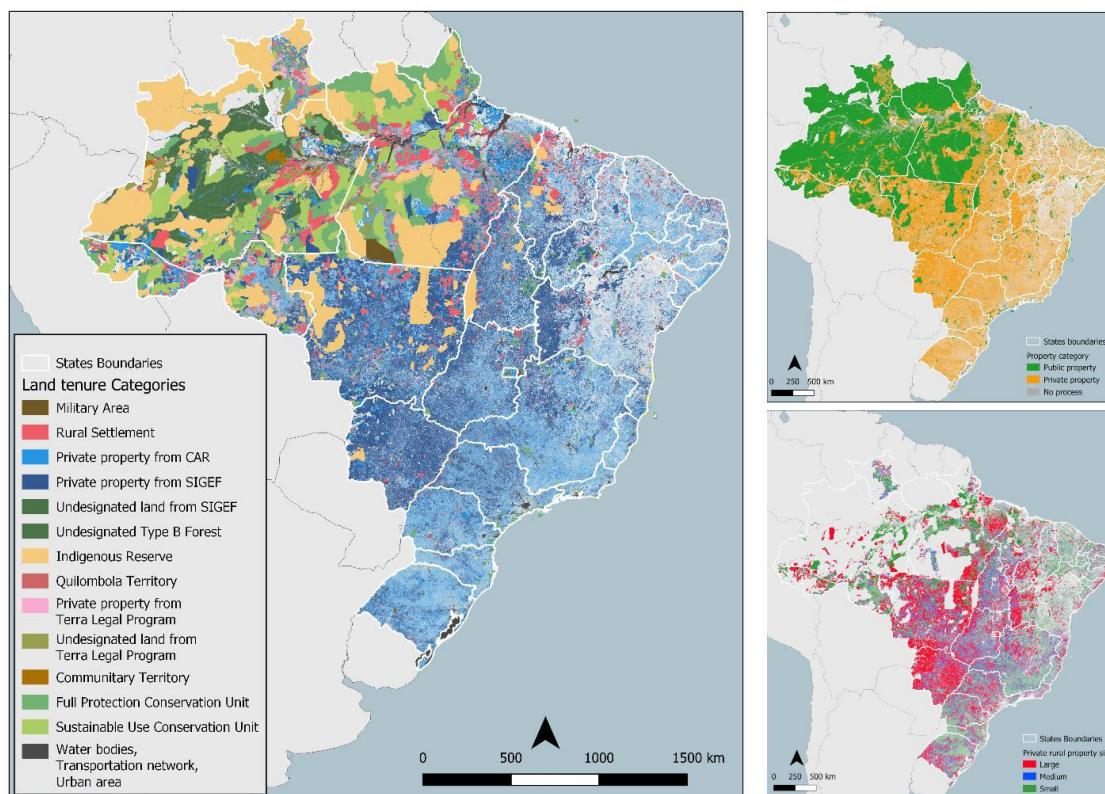 States Boundaries
Land tenure Categories
Military Area
Rural Settlement
Private property from CAR
Private property from SIGEF
Undesignated land from SIGEF
Undesignated Type B Forest
Indigenous Reserve
Quilombola Territory
Private property from
Terra Legal Program
Undesignated land from
Terra Legal Program
Communitary Territory
Full Protection Conservation Unit
Sustainable Use Conservation Unit
Water bodies,
Transportation network,
Urban area
0 500 1000 1500 km
States boundaries
Property category
Public property
Private property
No process
0 250 500 km
States Boundaries
Private rural property si
Large
Medium
Small
0 250 500 km